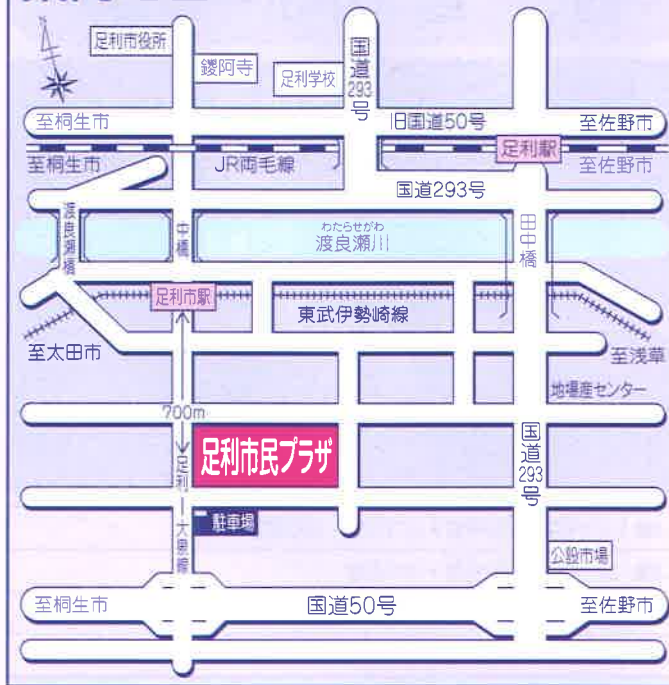 足利市役所
鑁阿寺
足利学校
国道293号
至桐生市
旧国道50号
至佐野市
至桐生市
JR両毛線
足利駅
至佐野市
国道293号
渡良瀬橋
中橋
わたらせがわ
渡良瀬川
田中橋
足利市駅
東武伊勢崎線
至太田市
至浅草
地場産センター
700m
足利市民プラザ
国道293号
足利―大泉線
駐車場
公設市場
至桐生市
国道50号
至佐野市